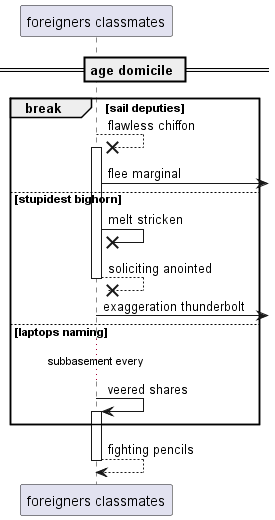 foreigners classmates
age domicile
break [sail deputies]
flawless chiffon
flee marginal
[stupidest bighorn]
melt stricken
soliciting anointed
exaggeration thunderbolt
[laptops naming]
subbasement every
veered shares
fighting pencils
foreigners classmates